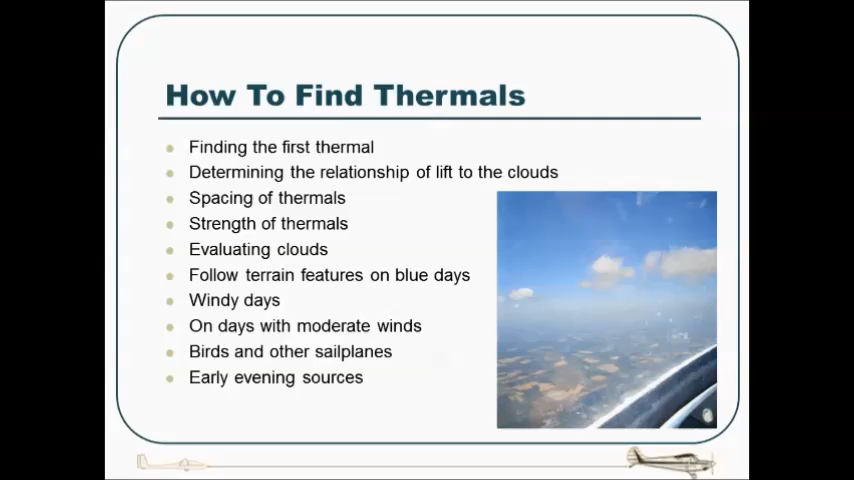 How To Find Thermals
Finding the first thermal
Determining the relationship of lift to the clouds
Spacing of thermals
Strength of thermals
Evaluating clouds
Follow terrain features on blue days
Windy days
On days with moderate winds
Birds and other sailplanes
Early evening sources